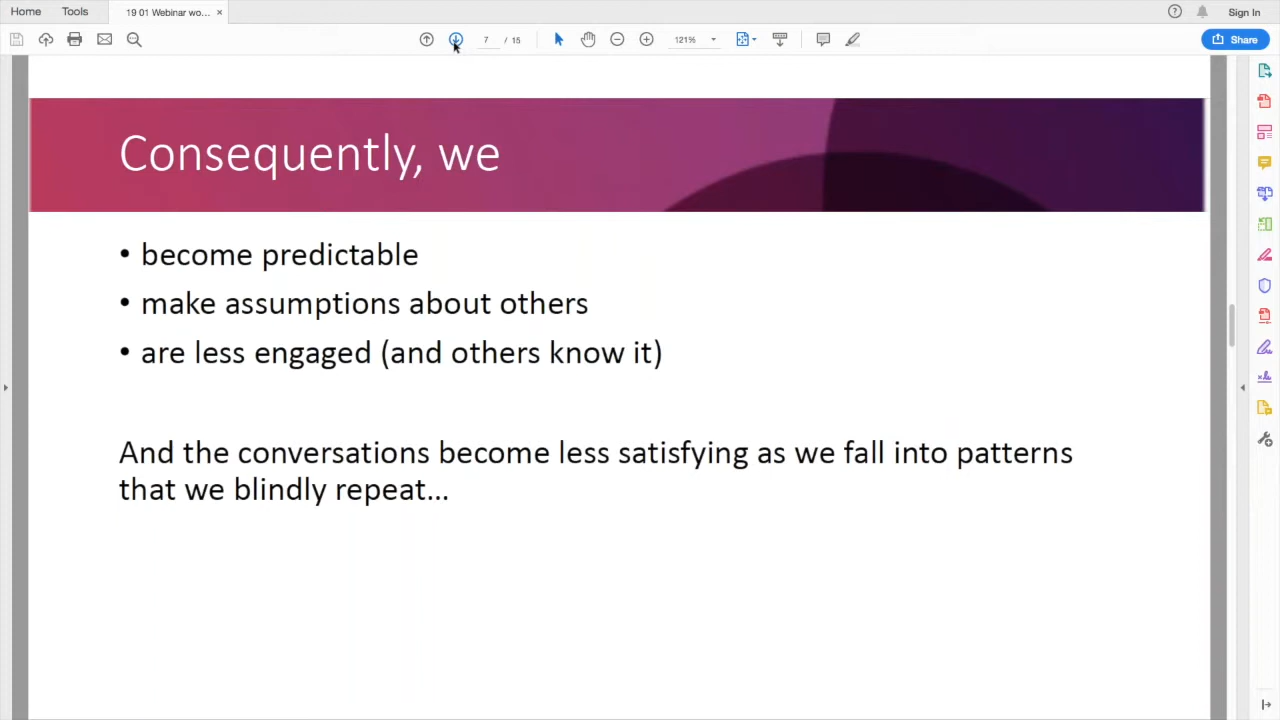 Home Tools 19 01 Webinar wo... × Sign In
7 / 15 121% Share
Consequently, we
• become predictable
• make assumptions about others
• are less engaged (and others know it)
And the conversations become less satisfying as we fall into patterns
that we blindly repeat...